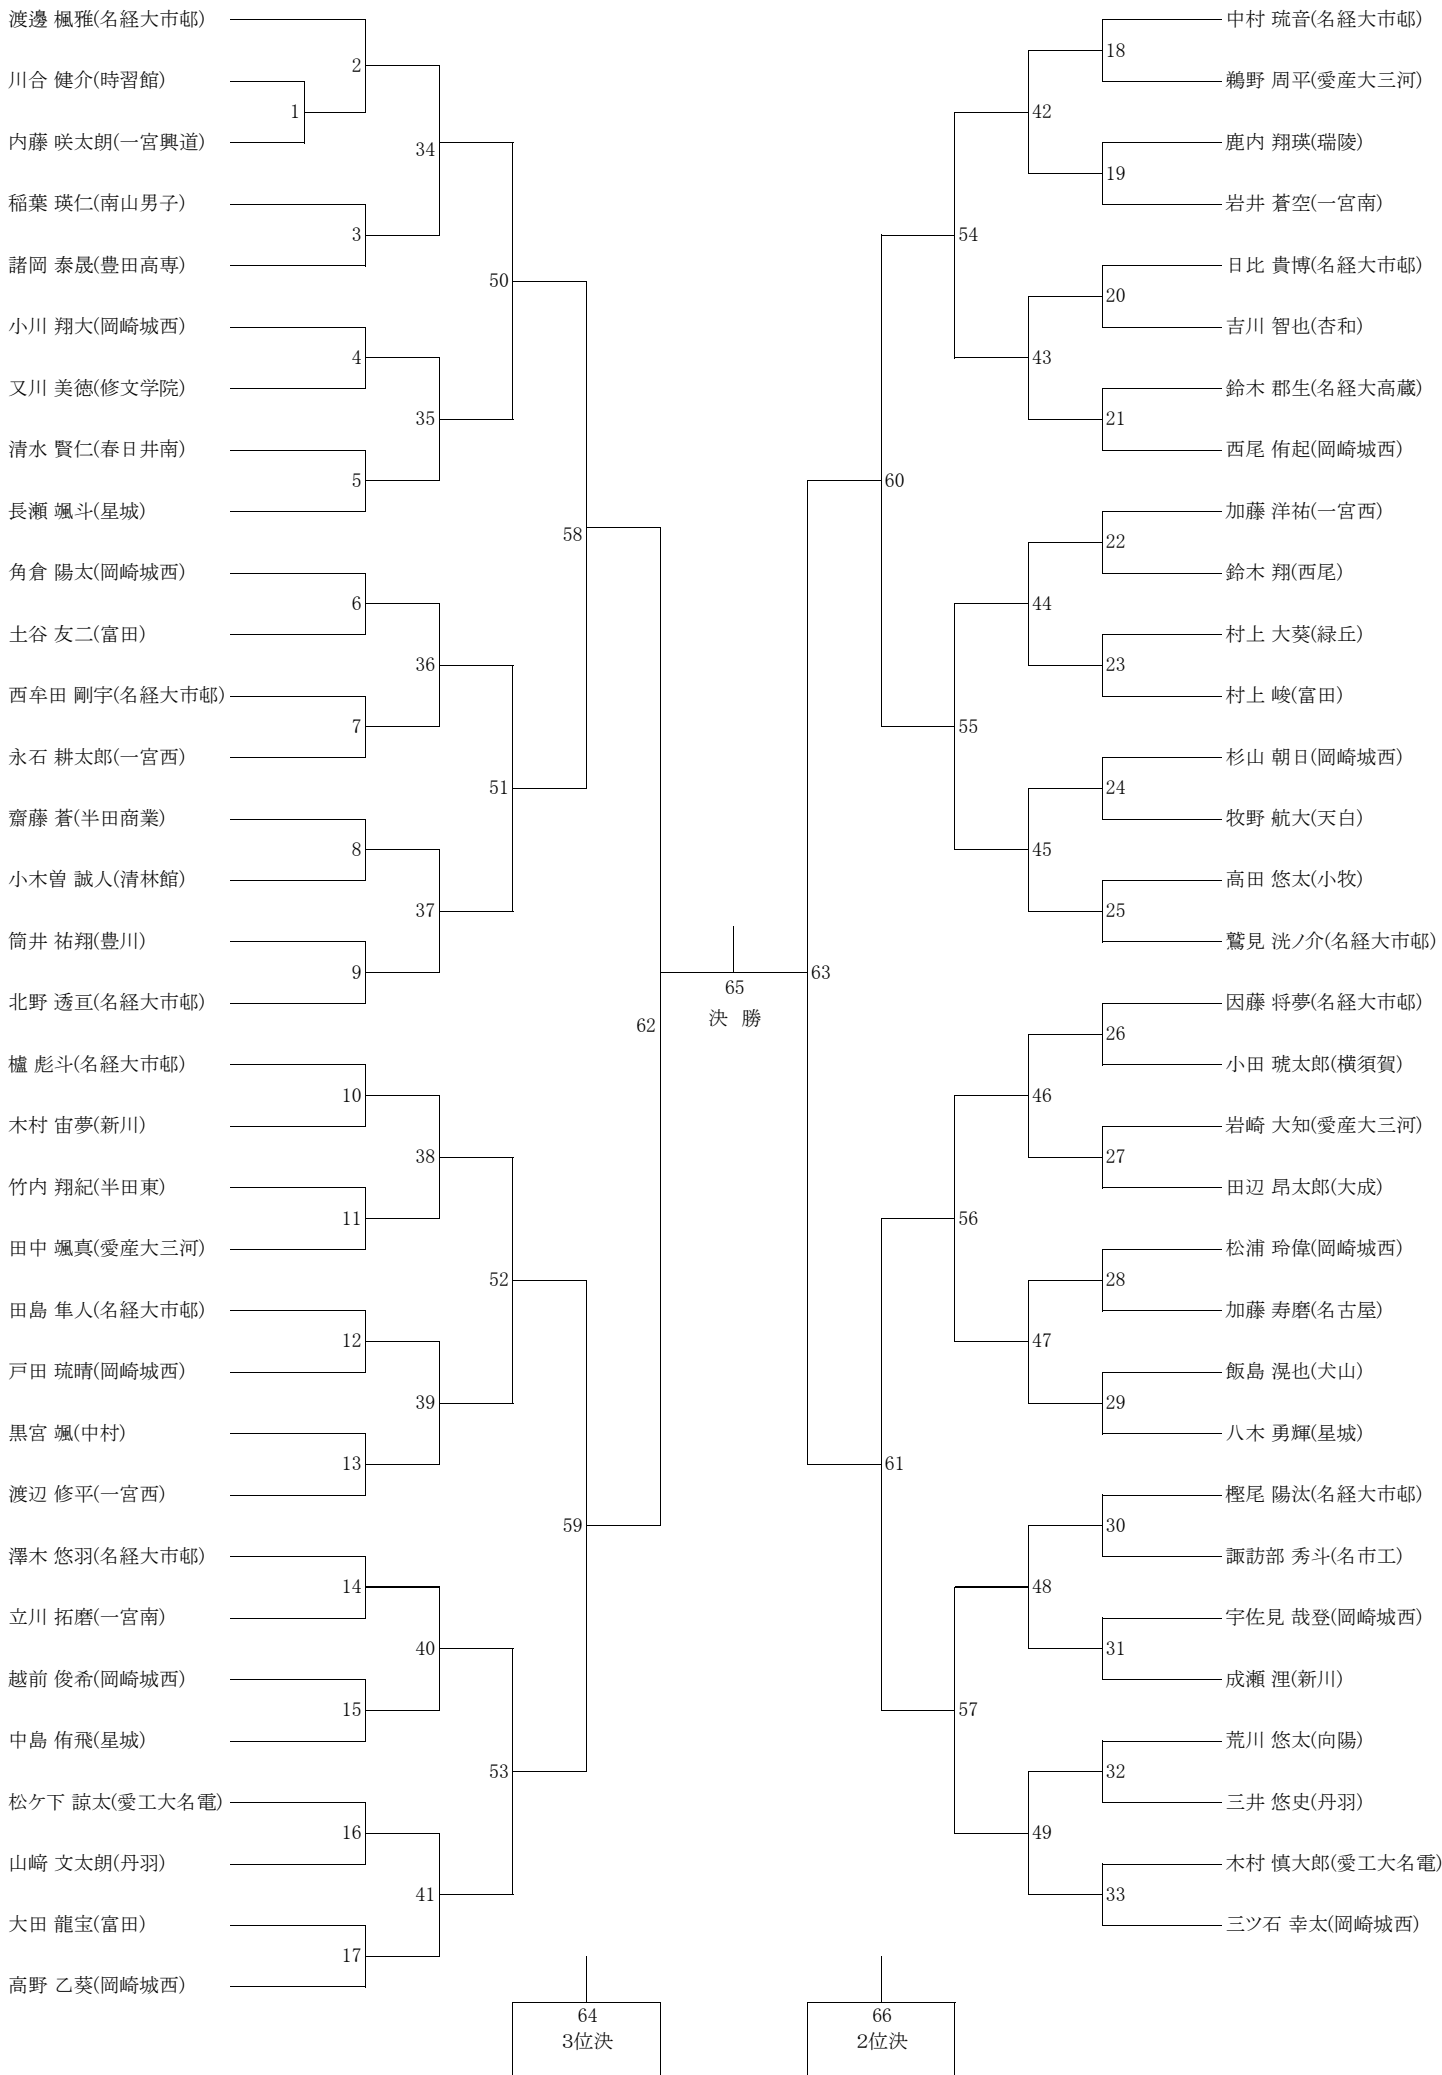 渡邊 楓雅(名経大市邨)
川合 健介(時習館)
内藤 咲太朗(一宮興道)
稲葉 瑛仁(南山男子)
諸岡 泰晟(豊田高専)
小川 翔大(岡崎城西)
又川 美徳(修文学院)
清水 賢仁(春日井南)
長瀬 颯斗(星城)
角倉 陽太(岡崎城西)
土谷 友二(富田)
西牟田 剛宇(名経大市邨)
永石 耕太郎(一宮西)
齋藤 蒼(半田商業)
小木曽 誠人(清林館)
筒井 祐翔(豊川)
北野 透亘(名経大市邨)
櫨 彪斗(名経大市邨)
木村 宙夢(新川)
竹内 翔紀(半田東)
田中 颯真(愛産大三河)
田島 隼人(名経大市邨)
戸田 琉晴(岡崎城西)
黒宮 颯(中村)
渡辺 修平(一宮西)
澤木 悠羽(名経大市邨)
立川 拓磨(一宮南)
越前 俊希(岡崎城西)
中島 侑飛(星城)
松ケ下 諒太(愛工大名電)
山﨑 文太朗(丹羽)
大田 龍宝(富田)
高野 乙葵(岡崎城西)
1
2
3
4
5
6
7
8
9
10
11
12
13
14
15
16
17
34
35
36
37
38
39
40
41
50
51
52
53
58
59
62
65
決 勝
63
60
61
54
55
56
57
42
43
44
45
46
47
48
49
18
19
20
21
22
23
24
25
26
27
28
29
30
31
32
33
中村 琉音(名経大市邨)
鵜野 周平(愛産大三河)
鹿内 翔瑛(瑞陵)
岩井 蒼空(一宮南)
日比 貴博(名経大市邨)
吉川 智也(杏和)
鈴木 郡生(名経大高蔵)
西尾 侑起(岡崎城西)
加藤 洋祐(一宮西)
鈴木 翔(西尾)
村上 大葵(緑丘)
村上 峻(富田)
杉山 朝日(岡崎城西)
牧野 航大(天白)
高田 悠太(小牧)
鷲見 洸ノ介(名経大市邨)
因藤 将夢(名経大市邨)
小田 琥太郎(横須賀)
岩崎 大知(愛産大三河)
田辺 昂太郎(大成)
松浦 玲偉(岡崎城西)
加藤 寿磨(名古屋)
飯島 滉也(犬山)
八木 勇輝(星城)
樫尾 陽汰(名経大市邨)
諏訪部 秀斗(名市工)
宇佐見 哉登(岡崎城西)
成瀬 浬(新川)
荒川 悠太(向陽)
三井 悠史(丹羽)
木村 慎大郎(愛工大名電)
三ツ石 幸太(岡崎城西)
64
3位決
66
2位決